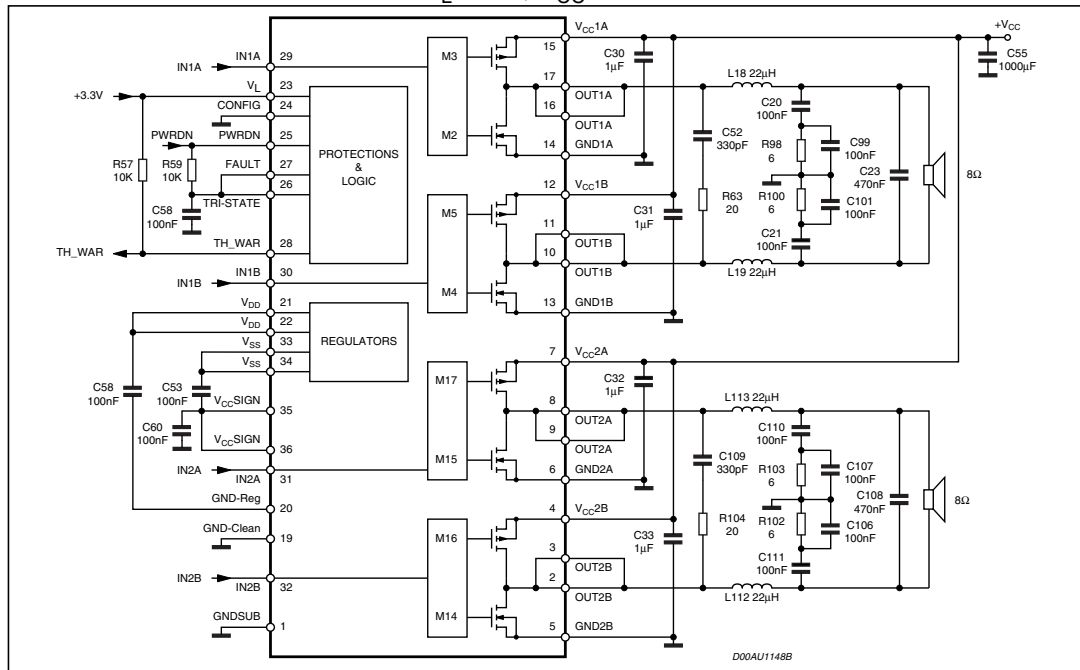 V_CC1A
+V_CC
IN1A
IN1A
29
15
M3
C30
1µF
C55
1000µF
+3.3V
V_L
23
CONFIG
24
17
OUT1A
16
OUT1A
L18 22µH
C20
100nF
PWRDN
PWRDN
25
M2
14
GND1A
C52
330pF
R98
6
C99
100nF
R57
10K
R59
10K
FAULT
27
26
TRI-STATE
PROTECTIONS
&
LOGIC
12
V_CC1B
C23
470nF
8Ω
C58
100nF
M5
C31
1µF
R63
20
R100
6
C101
100nF
11
OUT1B
C21
100nF
TH_WAR
TH_WAR
28
10
OUT1B
L19 22µH
IN1B
IN1B
30
M4
13
GND1B
V_DD
21
V_DD
22
V_SS
33
V_SS
34
REGULATORS
7
V_CC2A
C58
100nF
C53
100nF
M17
C32
1µF
L113 22µH
V_CCSIGN
35
8
OUT2A
C110
100nF
C60
100nF
9
OUT2A
V_CCSIGN
36
M15
C109
330pF
R103
6
C107
100nF
IN2A
IN2A
31
6
GND2A
C108
470nF
8Ω
GND-Reg
20
4
V_CC2B
GND-Clean
19
M16
C33
1µF
R104
20
R102
6
C106
100nF
3
OUT2B
C111
100nF
IN2B
IN2B
32
2
OUT2B
L112 22µH
GNDSUB
1
M14
5
GND2B
D00AU1148B